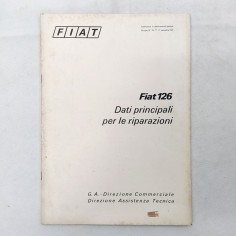 FIAT
Fiat 126
Dati principali
per le riparazioni
G.A. - Direzione Commerciale
Direzione Assistenza Tecnica